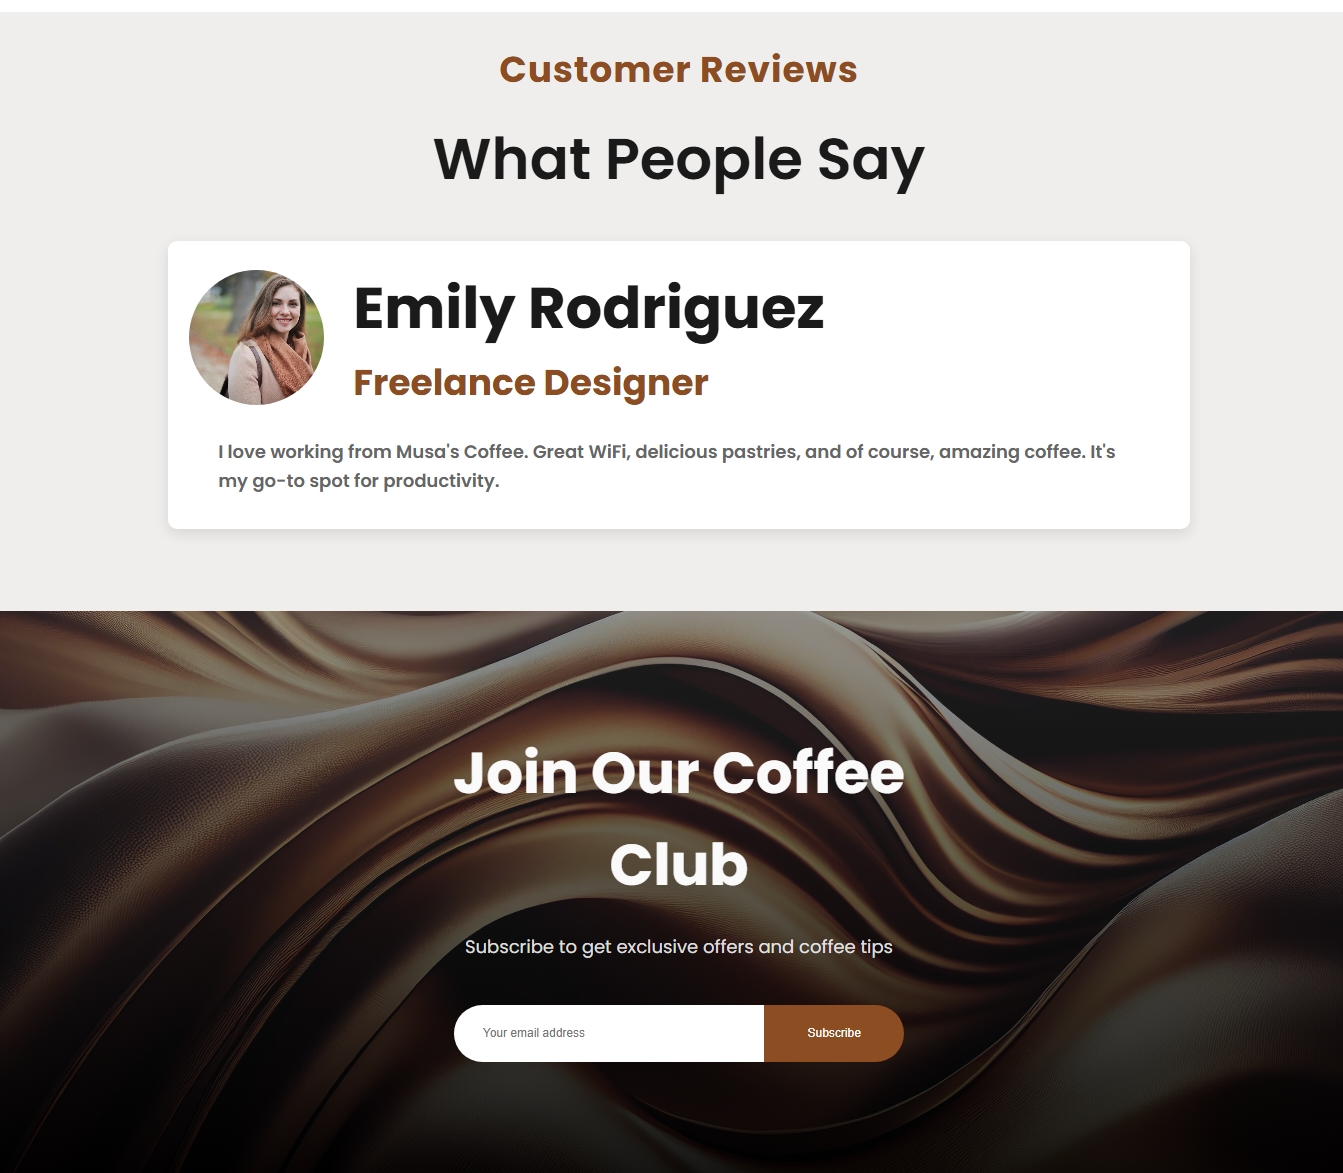 Customer Reviews
What People Say
Emily Rodriguez
Freelance Designer
I love working from Musa's Coffee. Great WiFi, delicious pastries, and of course, amazing coffee. It's
my go-to spot for productivity.
Join Our Coffee
Club
Subscribe to get exclusive offers and coffee tips
Your email address
Subscribe